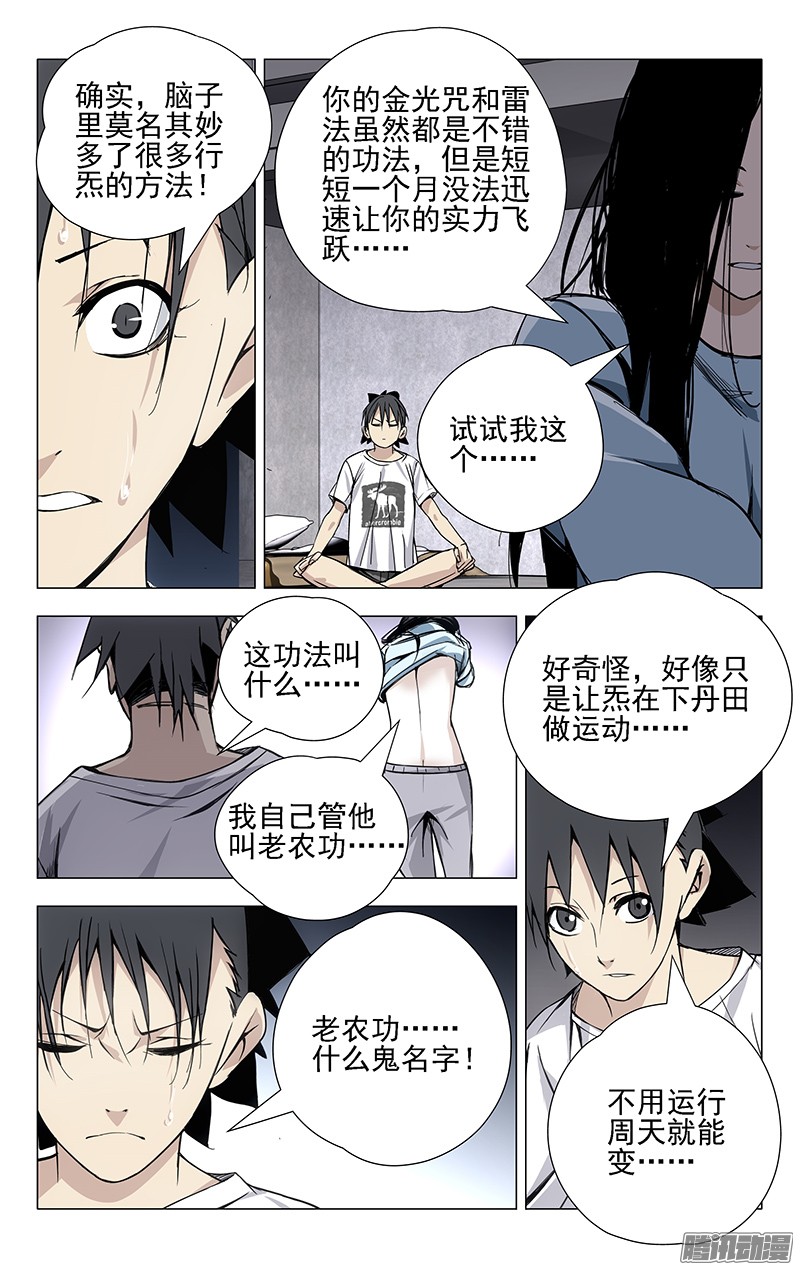 确实，脑子
里莫名其妙
多了很多行
炁的方法！
你的金光咒和雷
法虽然都是不错
的功法，但是短
短一个月没法迅
速让你的实力飞
跃……
试试我这
个……
abercrombie
这功法叫
什么……
我自己管他
叫老农功……
好奇怪，好像只
是让炁在下丹田
做运动……
老农功……
什么鬼名字！
不用运行
周天就能
变……
腾讯动漫